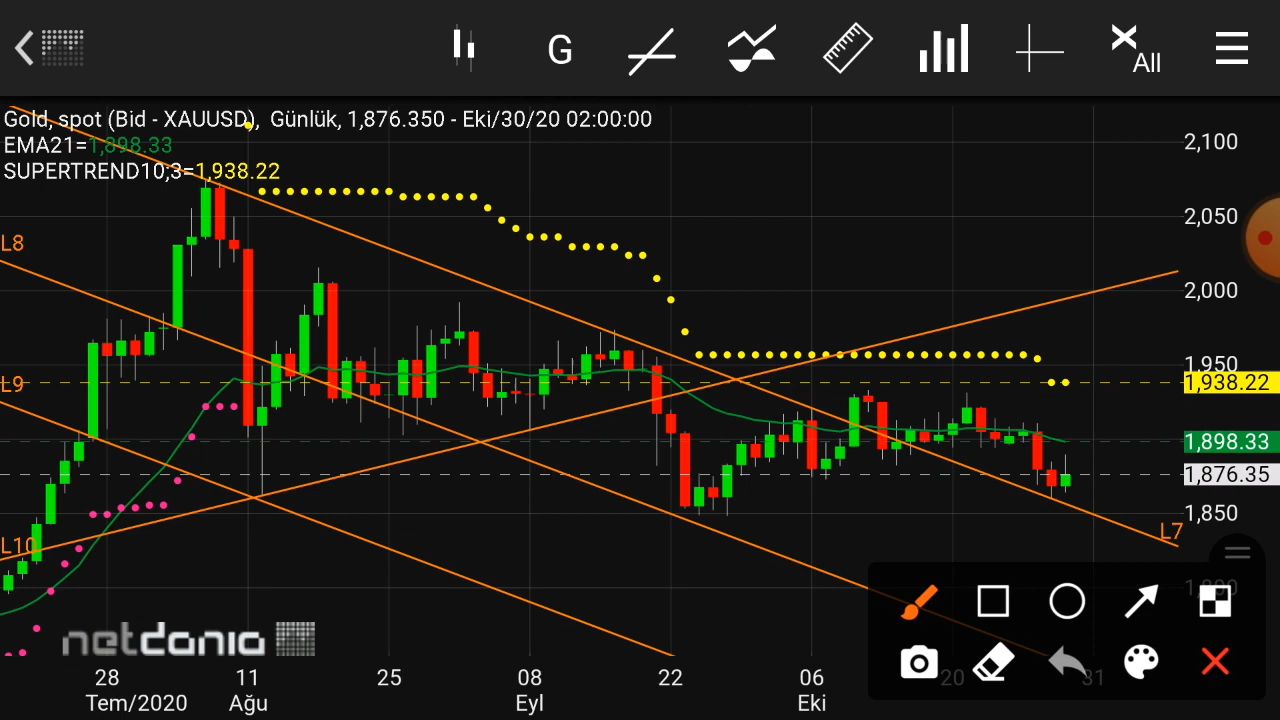 G
All
Gold, spot (Bid - XAUUSD), Günlük, 1,876.350 - Eki/30/20 02:00:00
EMA21=1,898.33
SUPERTREND10;3=1,938.22
2,100
2,050
L8
2,000
1,950
L9
1,938.22
1,898.33
1,876.35
1,850
L7
L10
1,800
netdania
28
11
25
08
22
06
20
31
Tem/2020
Ağu
Eyl
Eki